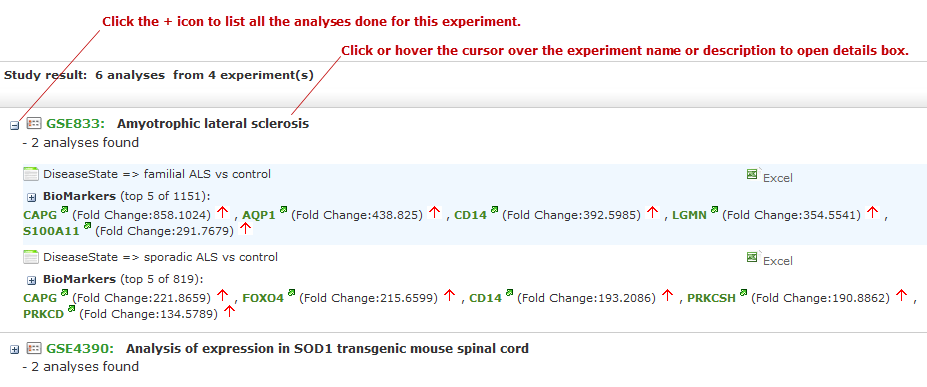 Click the + icon to list all the analyses done for this experiment.
Click or hover the cursor over the experiment name or description to open details box.
Study result: 6 analyses from 4 experiment(s)
GSE833: Amyotrophic lateral sclerosis
- 2 analyses found
DiseaseState => familial ALS vs control Excel
BioMarkers (top 5 of 1151):
CAPG (Fold Change:858.1024) , AQP1 (Fold Change:438.825) , CD14 (Fold Change:392.5985) , LGMN (Fold Change:354.5541) ,
S100A11 (Fold Change:291.7679)
DiseaseState => sporadic ALS vs control Excel
BioMarkers (top 5 of 819):
CAPG (Fold Change:221.8659) , FOXO4 (Fold Change:215.6599) , CD14 (Fold Change:193.2086) , PRKCSH (Fold Change:190.8862) ,
PRKCD (Fold Change:134.5789)
GSE4390: Analysis of expression in SOD1 transgenic mouse spinal cord
- 2 analyses found